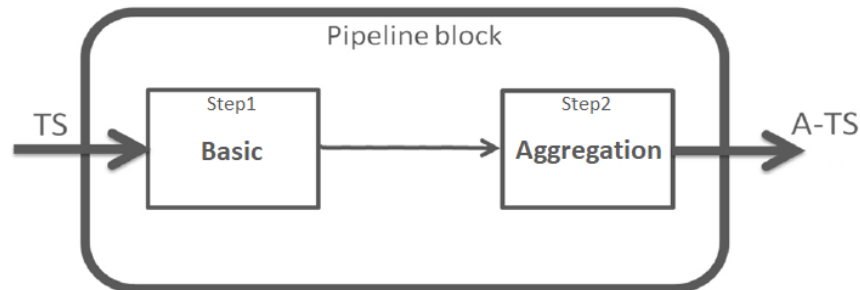 Pipeline block
TS
Step1
Basic
Step2
Aggregation
A-TS